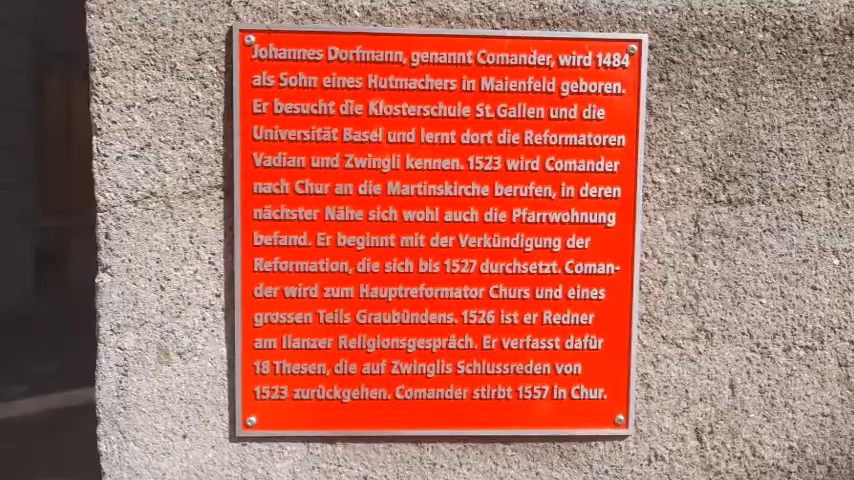 Johannes Dorfmann, genannt Comander, wird 1484
als Sohn eines Hutmachers in Maienfeld geboren.
Er besucht die Klosterschule St.Gallen und die
Universität Basel und lernt dort die Reformatoren
Vadian und Zwingli kennen. 1523 wird Comander
nach Chur an die Martinskirche berufen, in deren
nächster Nähe sich wohl auch die Pfarrwohnung
befand. Er beginnt mit der Verkündigung der
Reformation, die sich bis 1527 durchsetzt. Coman-
der wird zum Hauptreformator Churs und eines
grossen Teils Graubündens. 1526 ist er Redner
am Ilanzer Religionsgespräch. Er verfasst dafür
18 Thesen, die auf Zwinglis Schlussreden von
1523 zurückgehen. Comander stirbt 1557 in Chur.